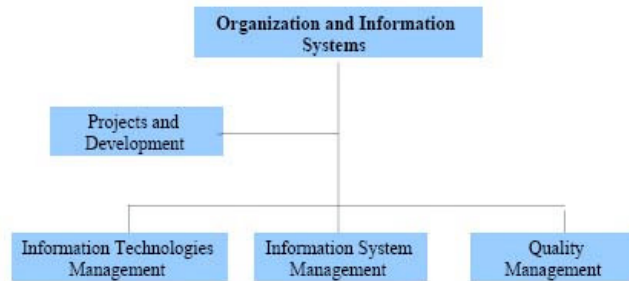 Organization and Information
Systems
Projects and
Development
Information Technologies
Management
Information System
Management
Quality
Management